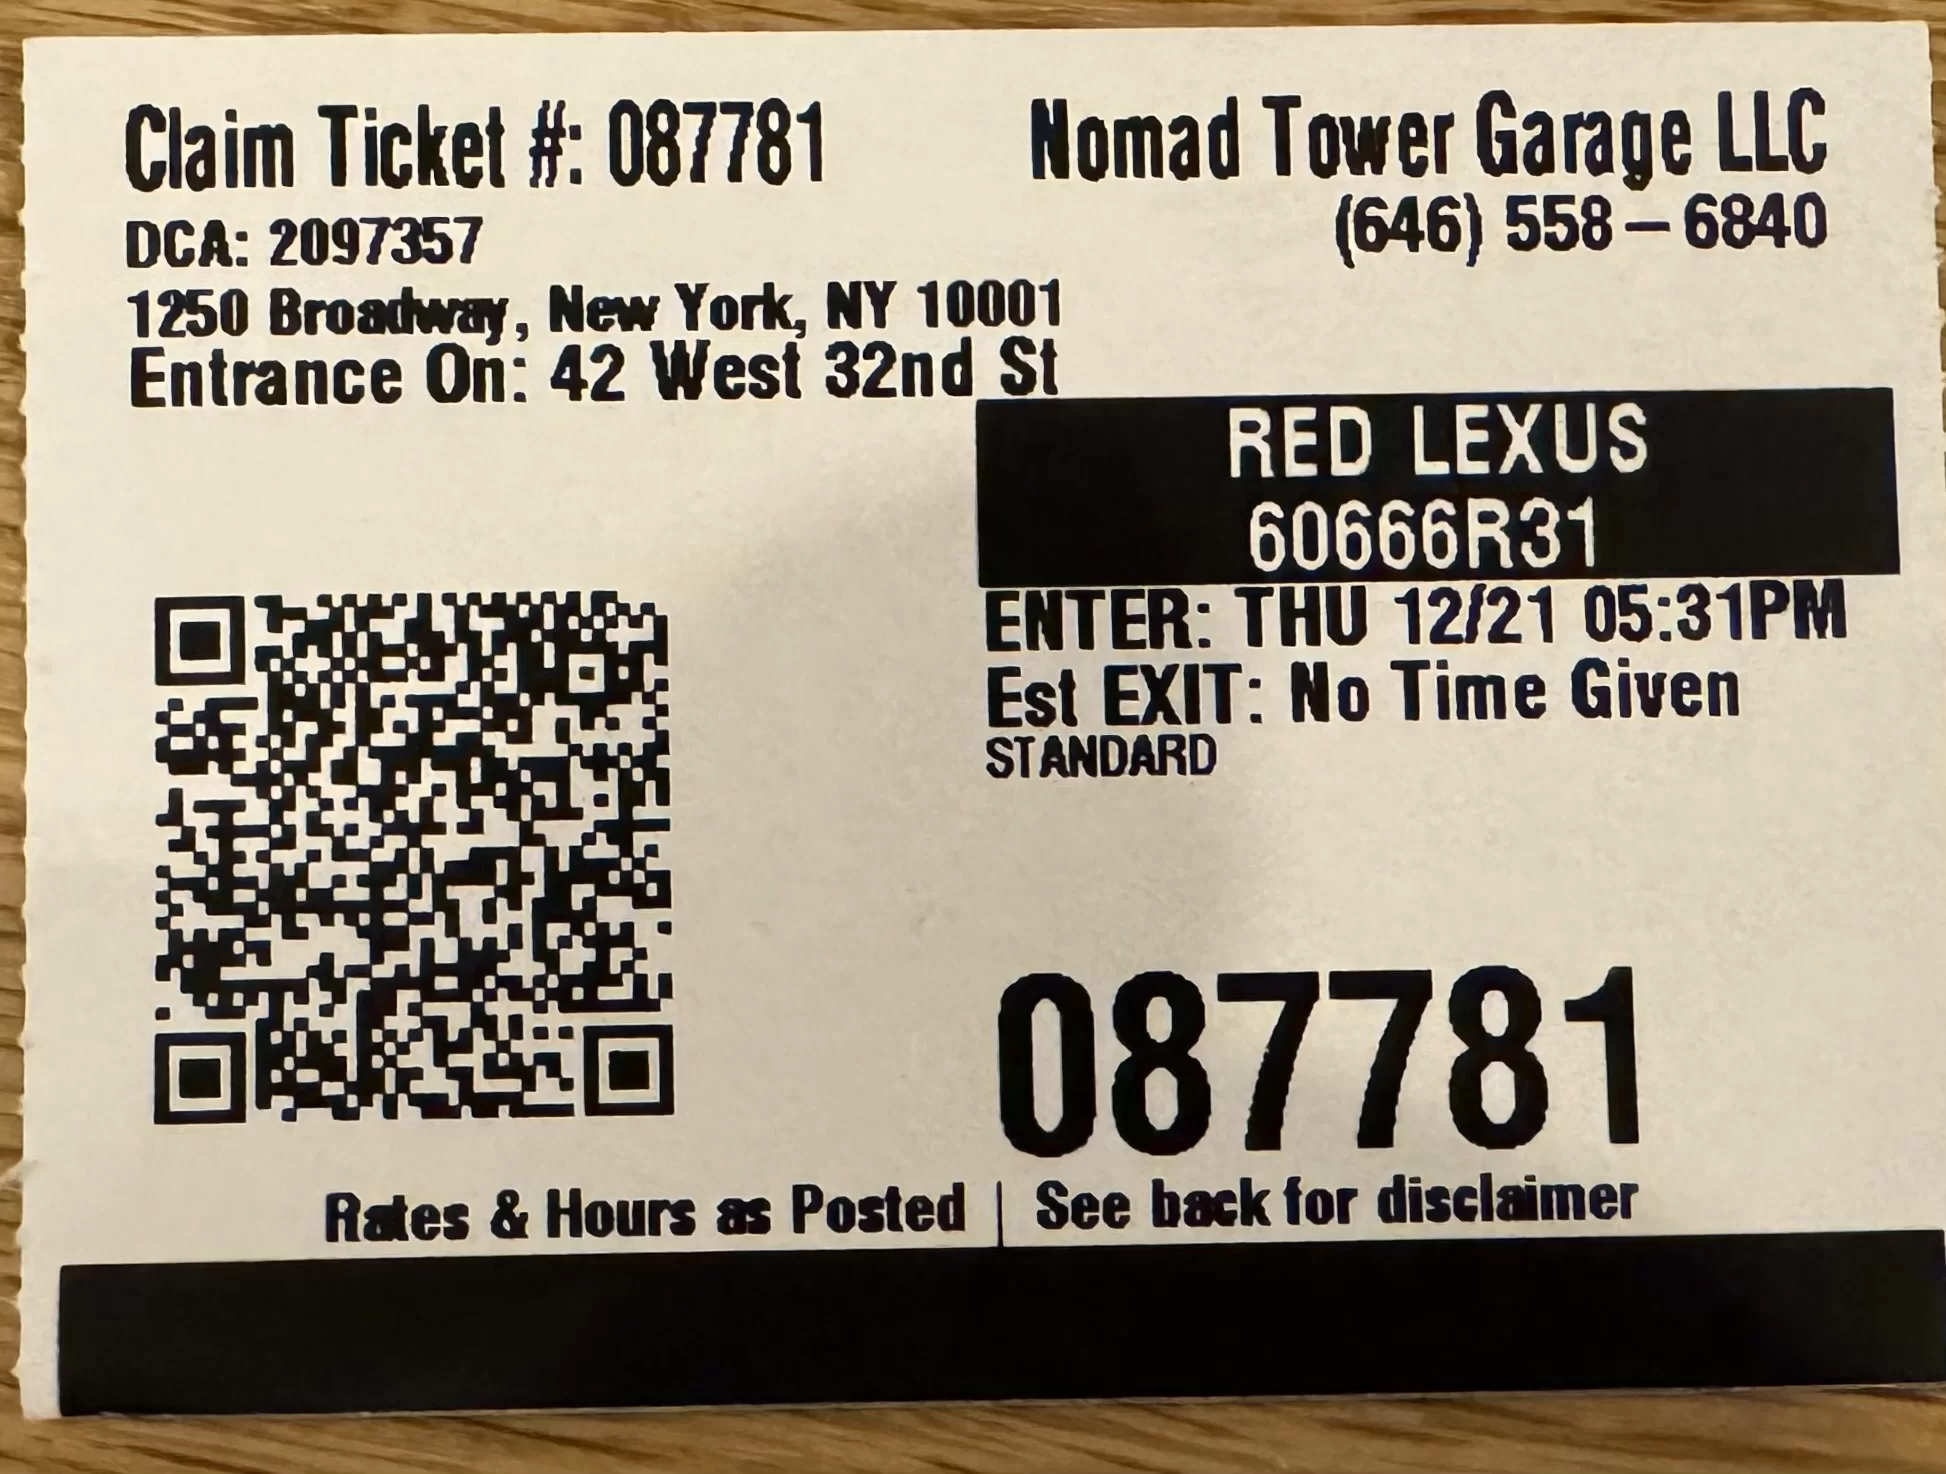 Claim Ticket #: 087781
Nomad Tower Garage LLC
(646) 558-6840
DCA: 2097357
1250 Broadway, New York, NY 10001
Entrance On: 42 West 32nd St
RED LEXUS
60666R31
ENTER: THU 12/21 05:31PM
Est EXIT: No Time Given
STANDARD
087781
Rates & Hours as Posted | See back for disclaimer